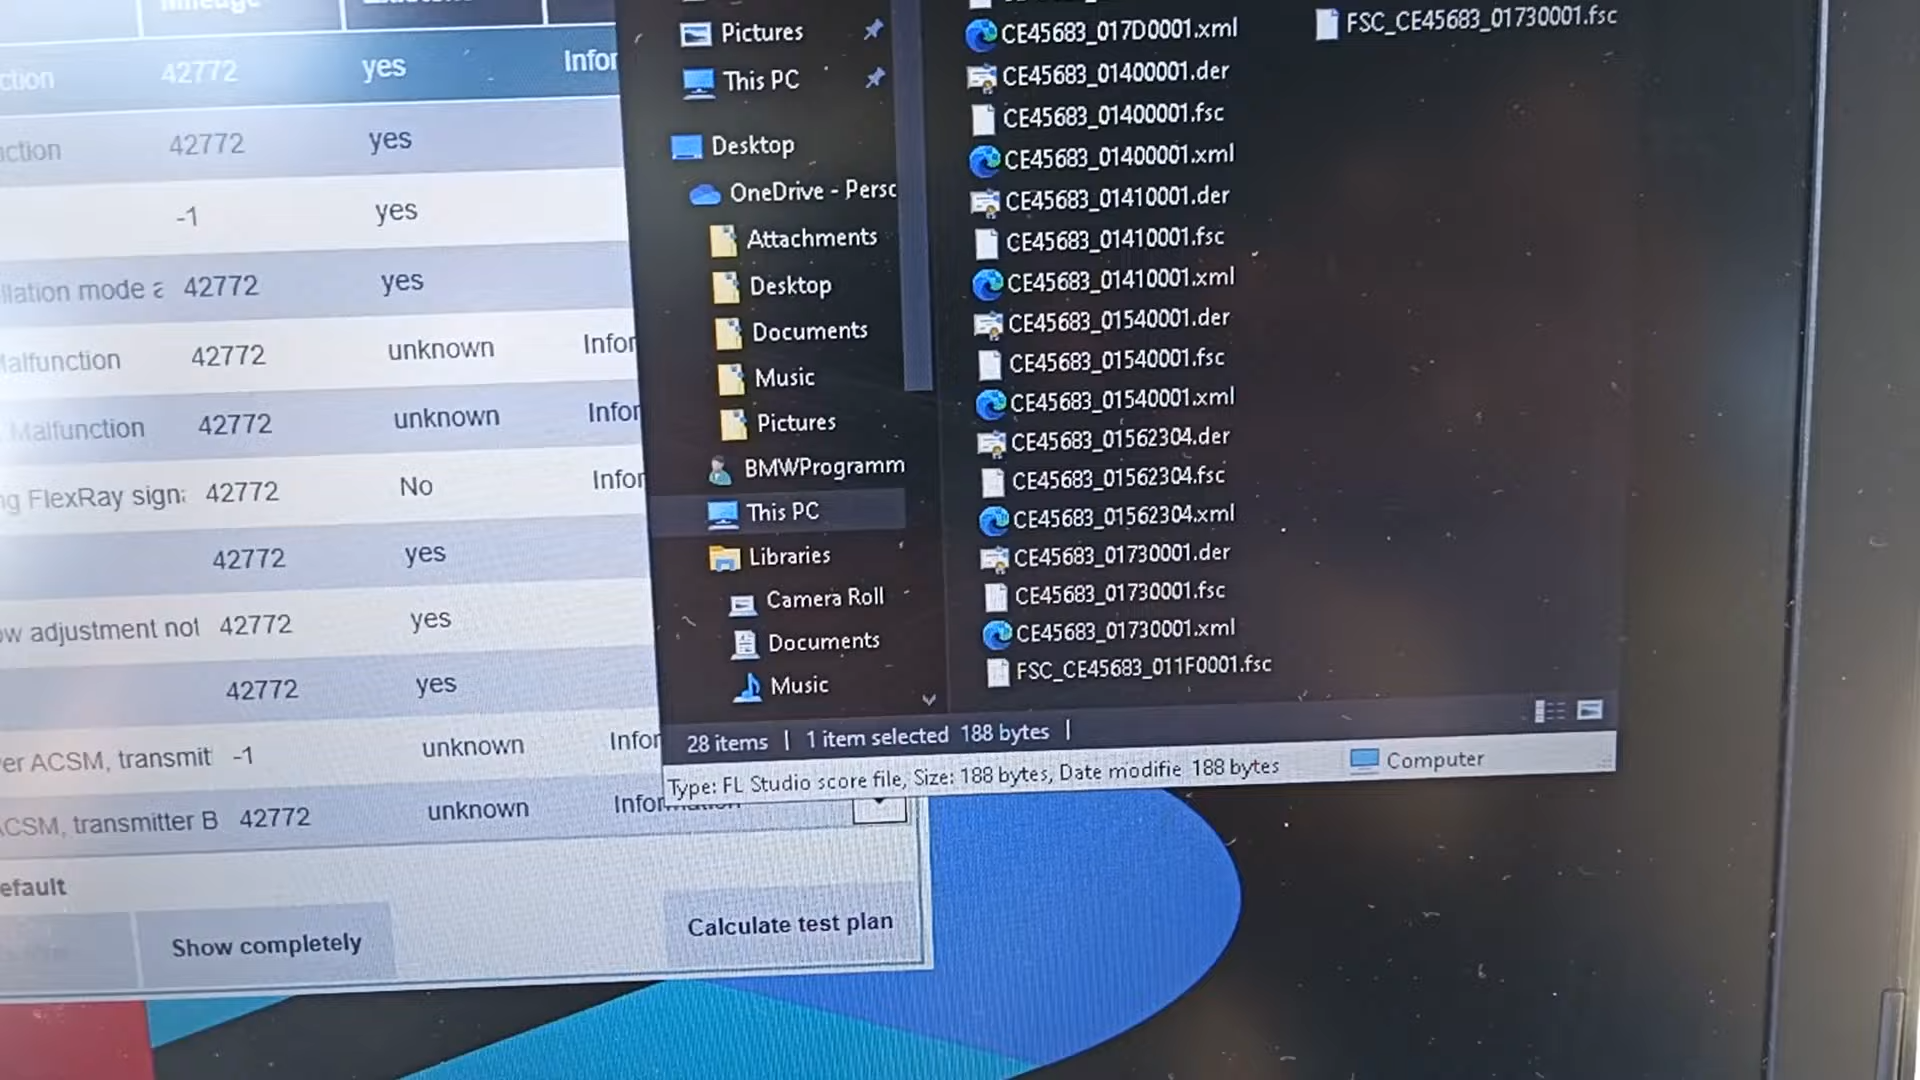 Mileage
ction 42772 yes Infor
action 42772 yes
-1 yes
llation mode a 42772 yes
Malfunction 42772 unknown Infor
Malfunction 42772 unknown Infor
ng FlexRay signa 42772 No Infor
42772 yes
ow adjustment not 42772 yes
42772 yes
er ACSM, transmit -1 unknown Infor
ACSM, transmitter B 42772 unknown Information
efault
Show completely
Calculate test plan
Pictures
This PC
Desktop
OneDrive - Persc
Attachments
Desktop
Documents
Music
Pictures
BMWProgramm
This PC
Libraries
Camera Roll
Documents
Music
CE45683_017D0001.xml
CE45683_01400001.der
CE45683_01400001.fsc
CE45683_01400001.xml
CE45683_01410001.der
CE45683_01410001.fsc
CE45683_01410001.xml
CE45683_01540001.der
CE45683_01540001.fsc
CE45683_01540001.xml
CE45683_01562304.der
CE45683_01562304.fsc
CE45683_01562304.xml
CE45683_01730001.der
CE45683_01730001.fsc
CE45683_01730001.xml
FSC_CE45683_011F0001.fsc
FSC_CE45683_01730001.fsc
28 items | 1 item selected 188 bytes |
Type: FL Studio score file, Size: 188 bytes, Date modifie 188 bytes
Computer